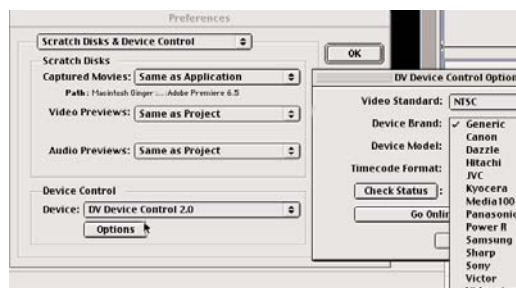 Preferences
Scratch Disks & Device Control
Scratch Disks
Captured Movies: Same as Application
Path: Macintosh Ginger :...:Adobe Premiere 6.5
Video Previews: Same as Project
Audio Previews: Same as Project
Device Control
Device: DV Device Control 2.0
Options
OK
DV Device Control Option
Video Standard: NTSC
Device Brand: ✓ Generic
Device Model:
Timecode Format:
Check Status :
Go Onlin
Canon
Dazzle
Hitachi
JVC
Kyocera
Media100
Panasonic
Power R
Samsung
Sharp
Sony
Victor